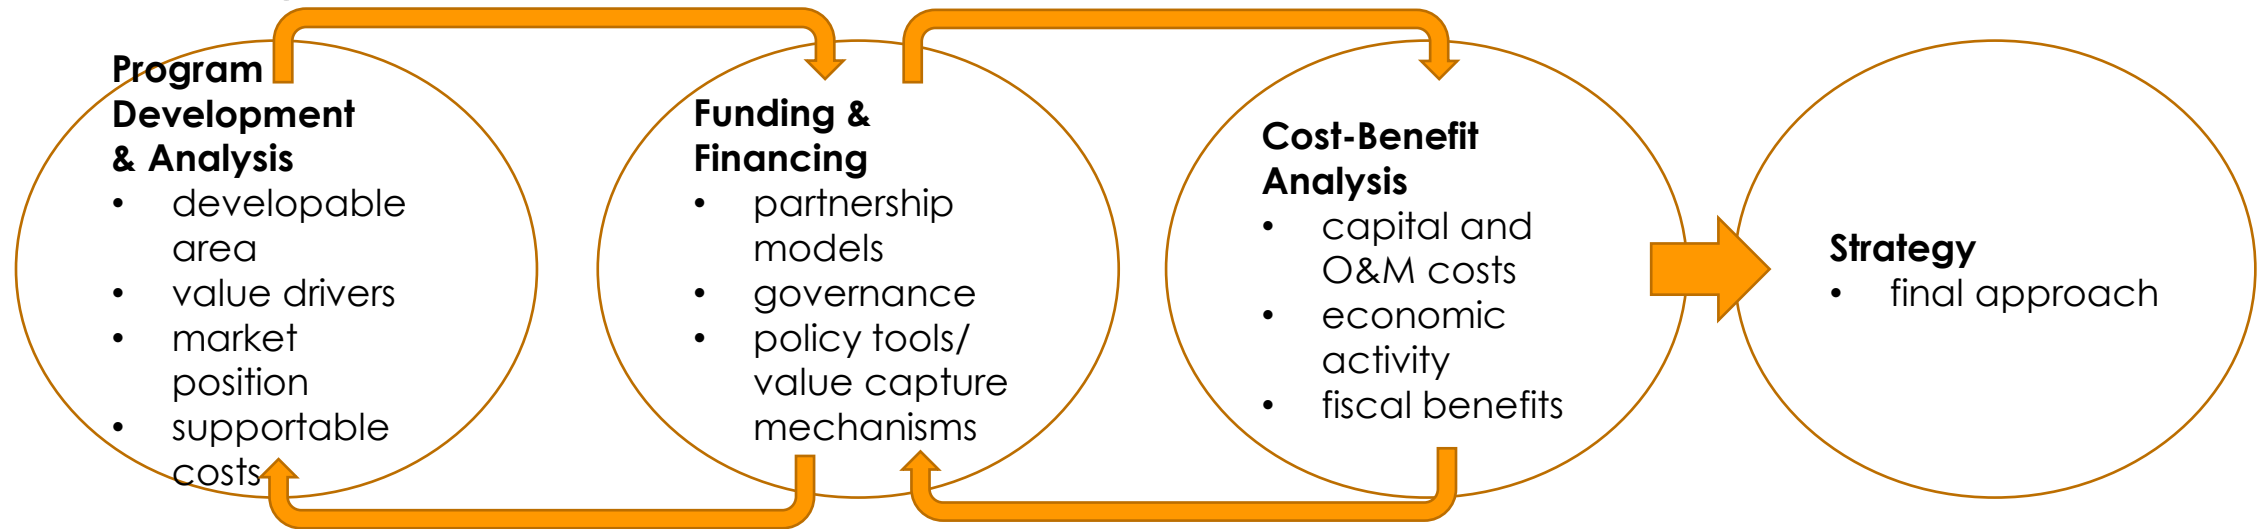 Program
Development
& Analysis
• developable
area
• value drivers
• market
position
• supportable
costs
Funding &
Financing
• partnership
models
• governance
• policy tools/
value capture
mechanisms
Cost-Benefit
Analysis
• capital and
O&M costs
• economic
activity
• fiscal benefits
Strategy
• final approach